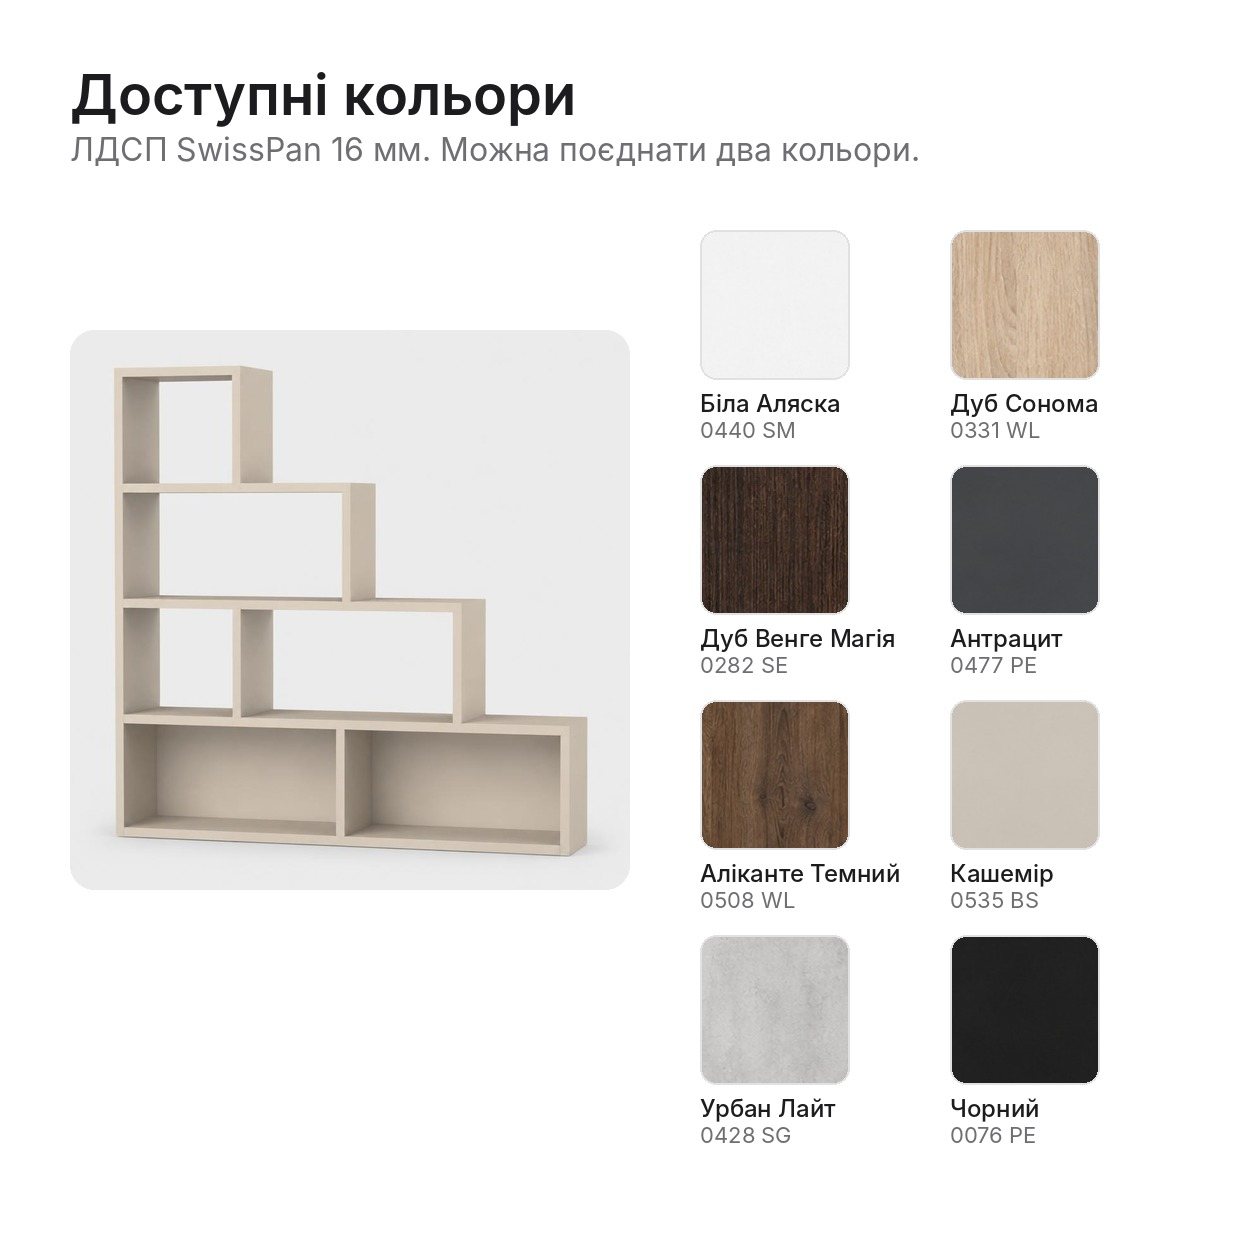 Доступні кольори
ЛДСП SwissPan 16 мм. Можна поєднати два кольори.
Біла Аляска
0440 SM
Дуб Сонома
0331 WL
Дуб Венге Магія
0282 SE
Антрацит
0477 PE
Аліканте Темний
0508 WL
Кашемір
0535 BS
Урбан Лайт
0428 SG
Чорний
0076 PE